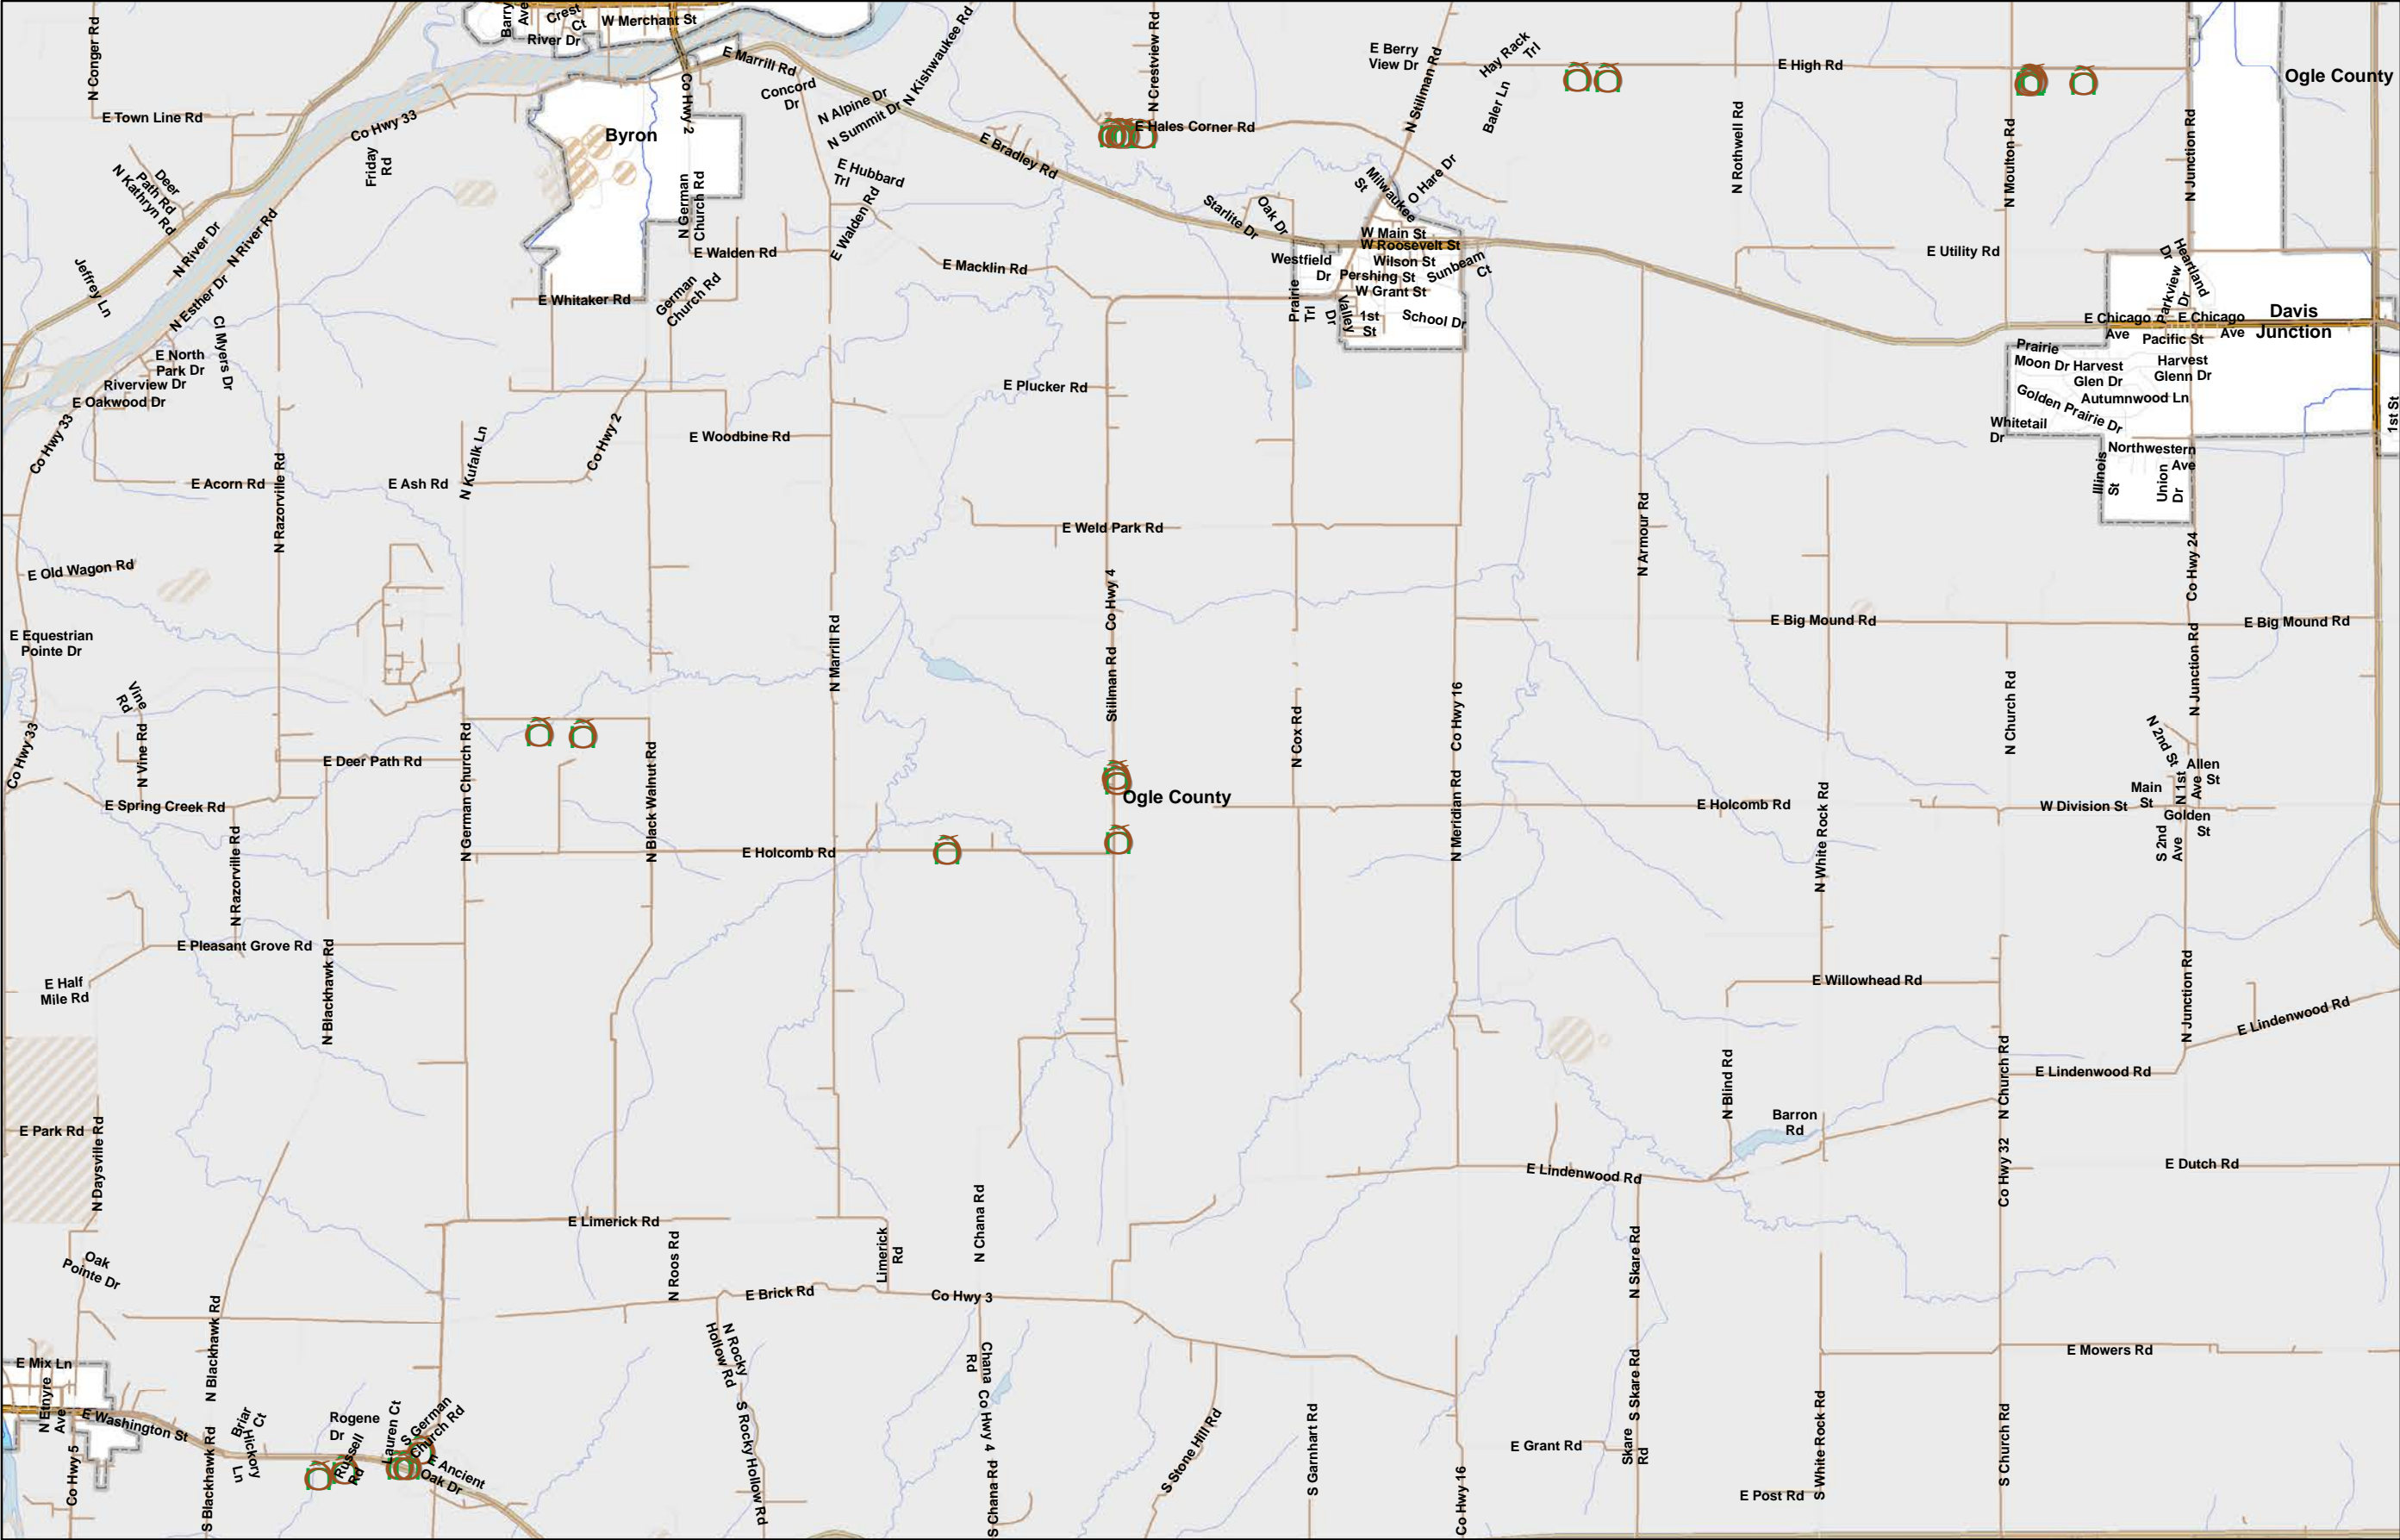 N Conger Rd
Barry
Ave
Crest
Ct
W Merchant St
River Dr
E Marrill Rd
Co Hwy 2
Concord
Dr
N Alpine Dr
N Summit Dr
N Kishwaukee Rd
N Crestview Rd
E Berry
View Dr
N Stillman Rd
Hay Rack
Trl
Baler Ln
E High Rd
Ogle County
E Town Line Rd
Co Hwy 33
Byron
Friday
Rd
E Hales Corner Rd
E Bradley Rd
N Rothwell Rd
N Moulton Rd
N Junction Rd
Deer
Path Rd
N Kathryn Rd
N German
Church Rd
E Hubbard
Trl
E Walden Rd
Milwaukee
St
O Hare Dr
Starlite Dr
Oak Dr
N River Dr
N River Rd
E Walden Rd
W Main St
W Roosevelt St
Wilson St
Westfield
Dr
Pershing St
Sunbeam
Ct
W Grant St
E Utility Rd
Heartland
Dr
Parkview
Dr
Jeffrey Ln
N Esther Dr
E Whitaker Rd
German
Church Rd
E Macklin Rd
Prairie
Trl
Valley
Dr
1st
St
School Dr
E Chicago
Ave
E Chicago
Ave
Davis
Junction
Pacific St
Cl Myers Dr
E North
Park Dr
Riverview Dr
E Oakwood Dr
E Plucker Rd
Prairie
Moon Dr
Harvest
Glen Dr
Harvest
Glenn Dr
Autumnwood Ln
Golden Prairie Dr
Whitetail
Dr
1st St
Co Hwy 33
N Kufalk Ln
Co Hwy 2
E Woodbine Rd
Northwestern
Ave
Illinois
St
Union
Dr
E Acorn Rd
N Razorville Rd
E Ash Rd
E Weld Park Rd
N Armour Rd
Co Hwy 24
E Old Wagon Rd
Co Hwy 4
E Equestrian
Pointe Dr
N Marrill Rd
Stillman Rd
E Big Mound Rd
E Big Mound Rd
N Junction Rd
Vine
Rd
N Vine Rd
Co Hwy 33
N German Church Rd
N Black Walnut Rd
N Cox Rd
Co Hwy 16
N Church Rd
N 2nd St
E Deer Path Rd
Allen
St
N 1st
Ave
Main
St
E Spring Creek Rd
Ogle County
N Meridian Rd
E Holcomb Rd
W Division St
Golden
St
N Razorville Rd
E Holcomb Rd
N White Rock Rd
S 2nd
Ave
E Pleasant Grove Rd
N Blackhawk Rd
E Half
Mile Rd
E Willowhead Rd
N Junction Rd
E Lindenwood Rd
N Blind Rd
N Church Rd
E Lindenwood Rd
E Park Rd
N Daysville Rd
Barron
Rd
E Lindenwood Rd
Co Hwy 32
E Dutch Rd
E Limerick Rd
N Roos Rd
Limerick
Rd
N Chana Rd
N Skare Rd
Oak
Pointe Dr
E Brick Rd
Co Hwy 3
N Blackhawk Rd
N Rocky
Hollow Rd
Chana
Rd
S Skare Rd
E Mowers Rd
E Mix Ln
N Etnyre
Ave
E Washington St
Briar
Ct
Hickory
Ln
Rogene
Dr
Russell
Rd
Lauren Ct
S German
Church Rd
E Ancient
Oak Dr
Co Hwy 5
S Blackhawk Rd
S Rocky Hollow Rd
Co Hwy 4
S Chana Rd
S Stone Hill Rd
S Garnhart Rd
Co Hwy 16
E Grant Rd
Skare
Rd
E Post Rd
S White Rock Rd
S Church Rd